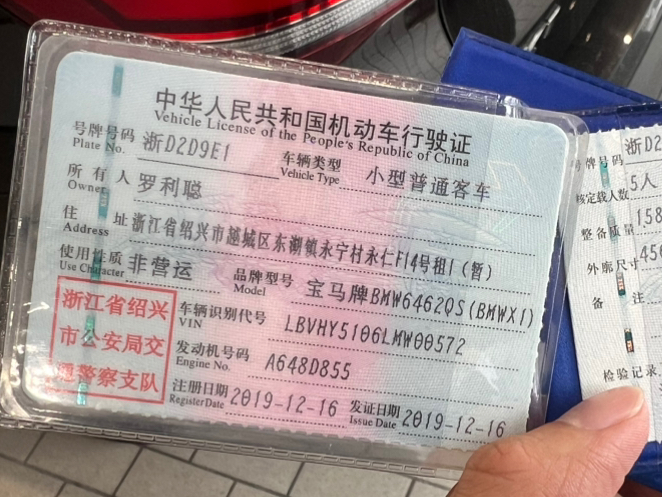 中华人民共和国机动车行驶证
Vehicle License of the People's Republic of China
号牌号码 浙D2D9E1 车辆类型 小型普通客车
Plate No. Vehicle Type
所有人 罗利聪
Owner
住址 浙江省绍兴市越城区东湖镇永宁村永仁F14号租1(暂)
Address
使用性质 非营运 品牌型号 宝马牌BMW6462QS(BMWX1)
Use Character Model
车辆识别代号 LBVHY5106LMW00572
VIN
发动机号码 A648D855
Engine No.
浙江省绍兴
市公安局交
通警察支队
注册日期 2019-12-16 发证日期 2019-12-16
Register Date Issue Date
号牌号码 浙D2
核定载人数 5人
整备质量 158
外廓尺寸 456
备注
检验记录